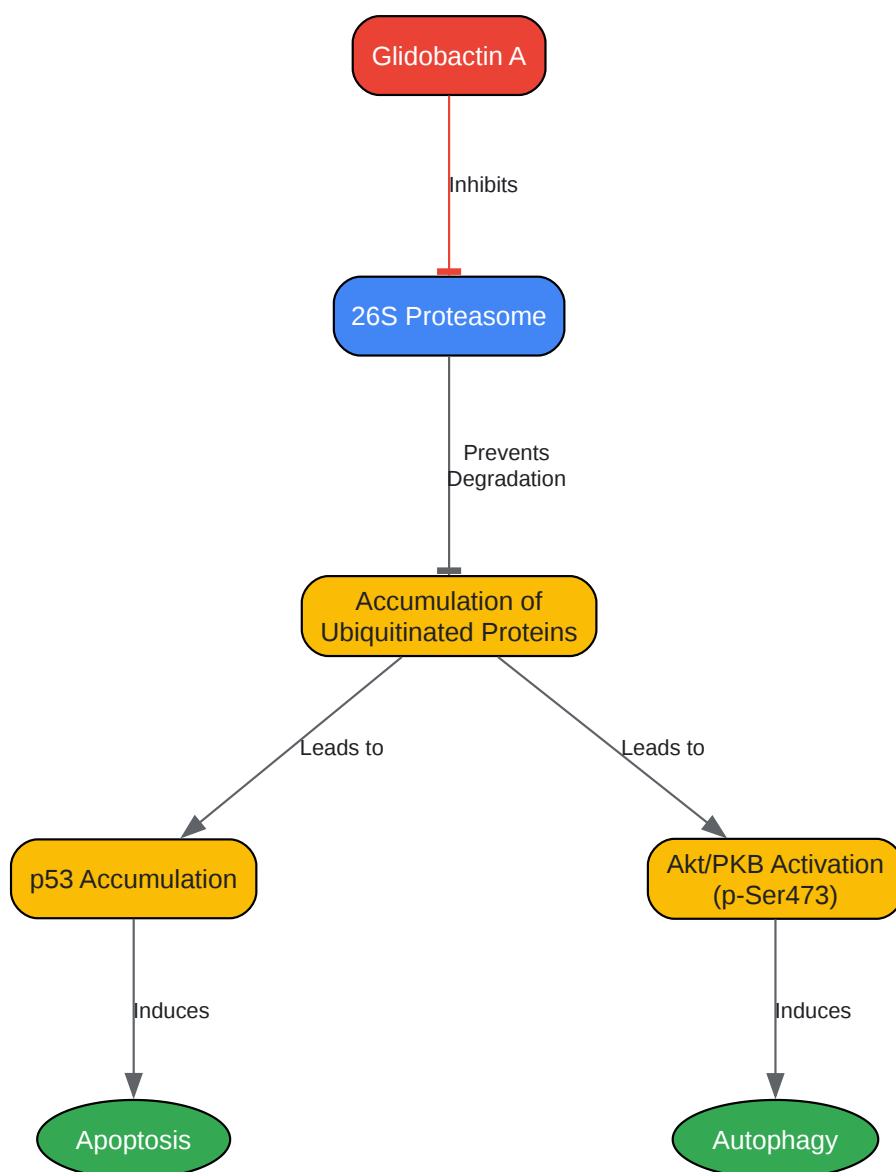 Glidobactin A
Inhibits
26S Proteasome
Prevents
Degradation
Accumulation of
Ubiquitinated Proteins
Leads to
Leads to
p53 Accumulation
Akt/PKB Activation
(p-Ser473)
Induces
Induces
Apoptosis
Autophagy